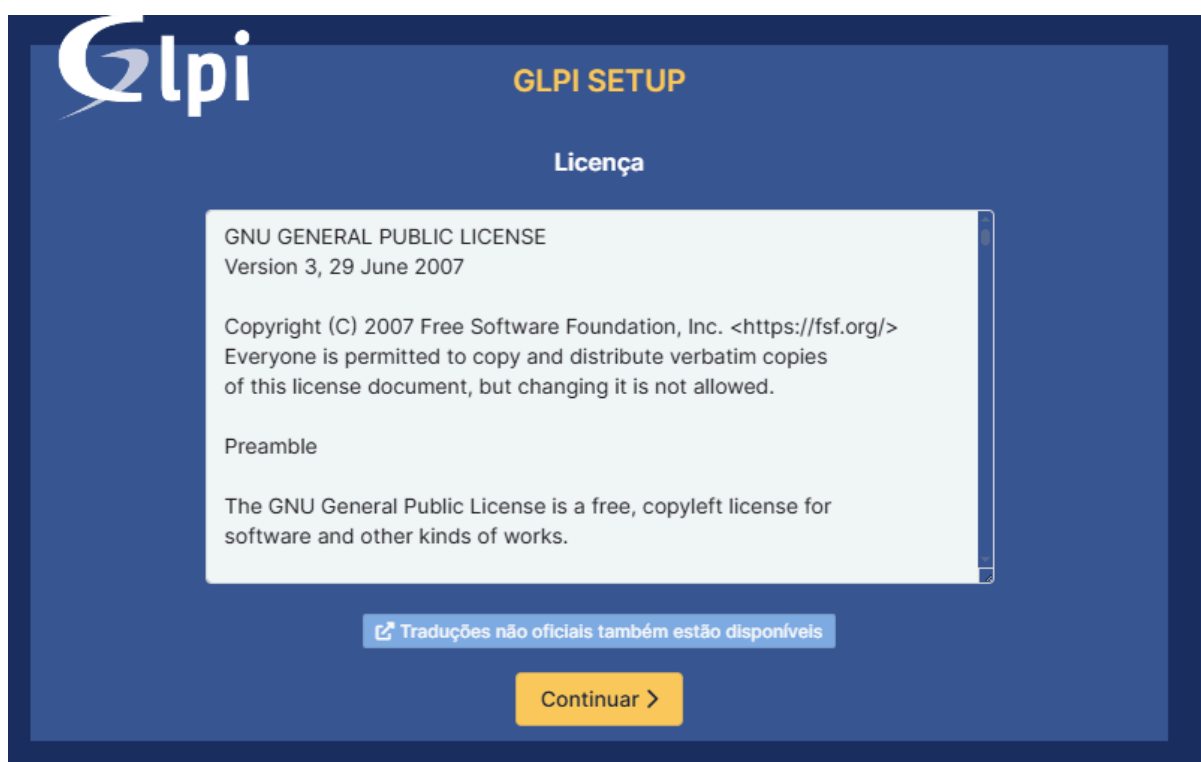 Glpi
GLPI SETUP
Licença
GNU GENERAL PUBLIC LICENSE
Version 3, 29 June 2007
Copyright (C) 2007 Free Software Foundation, Inc. <https://fsf.org/>
Everyone is permitted to copy and distribute verbatim copies
of this license document, but changing it is not allowed.
Preamble
The GNU General Public License is a free, copyleft license for
software and other kinds of works.
Traduções não oficiais também estão disponíveis
Continuar